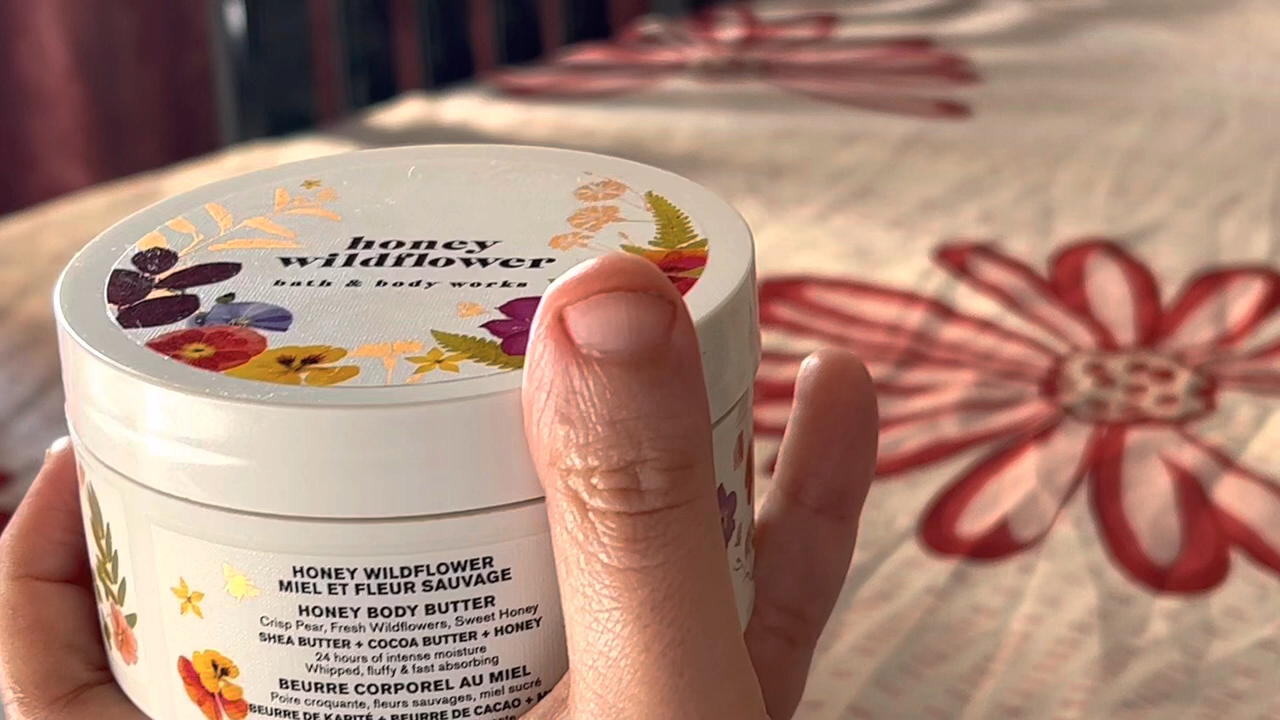 honey
wildflower
bath & body works
HONEY WILDFLOWER
MIEL ET FLEUR SAUVAGE
HONEY BODY BUTTER
Crisp Pear, Fresh Wildflowers, Sweet Honey
SHEA BUTTER + COCOA BUTTER + HONEY
24 hours of intense moisture
Whipped, fluffy & fast absorbing
BEURRE CORPOREL AU MIEL
Poire croquante, fleurs sauvages, miel sucré
BEURRE DE KARITÉ + BEURRE DE CACAO +